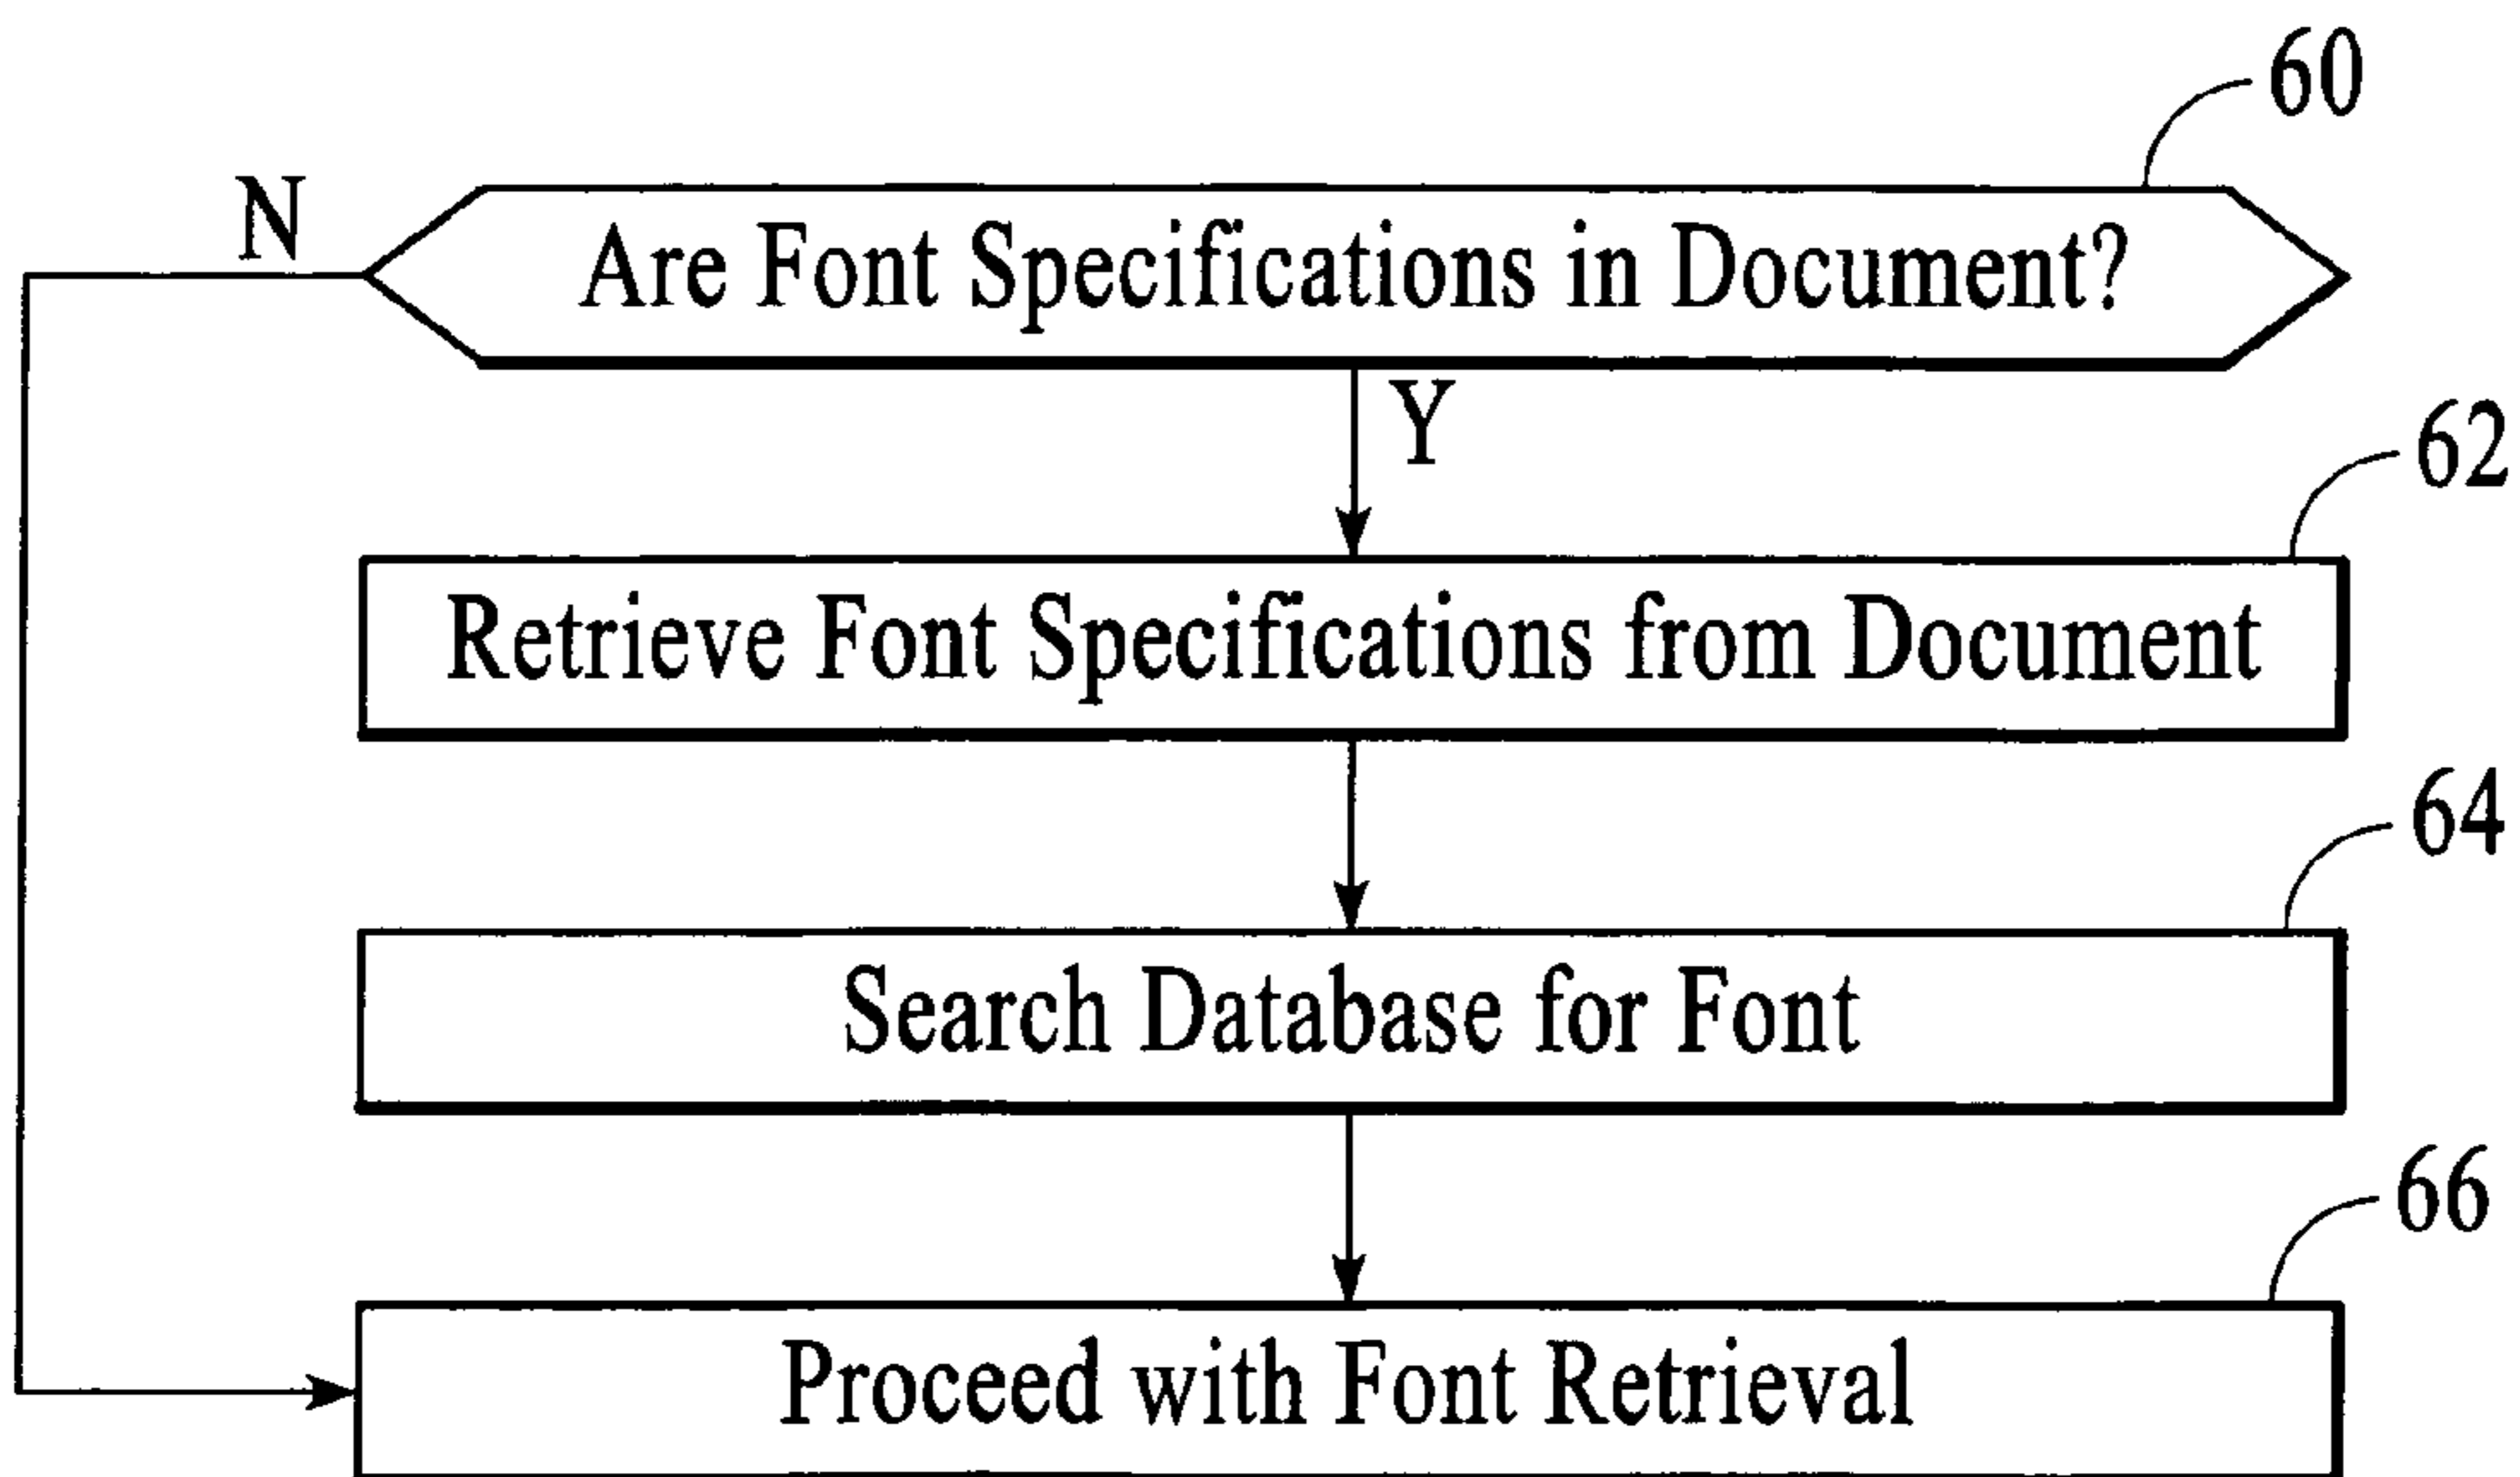 60
N
Are Font Specifications in Document?
Y
62
Retrieve Font Specifications from Document
64
Search Database for Font
66
Proceed with Font Retrieval